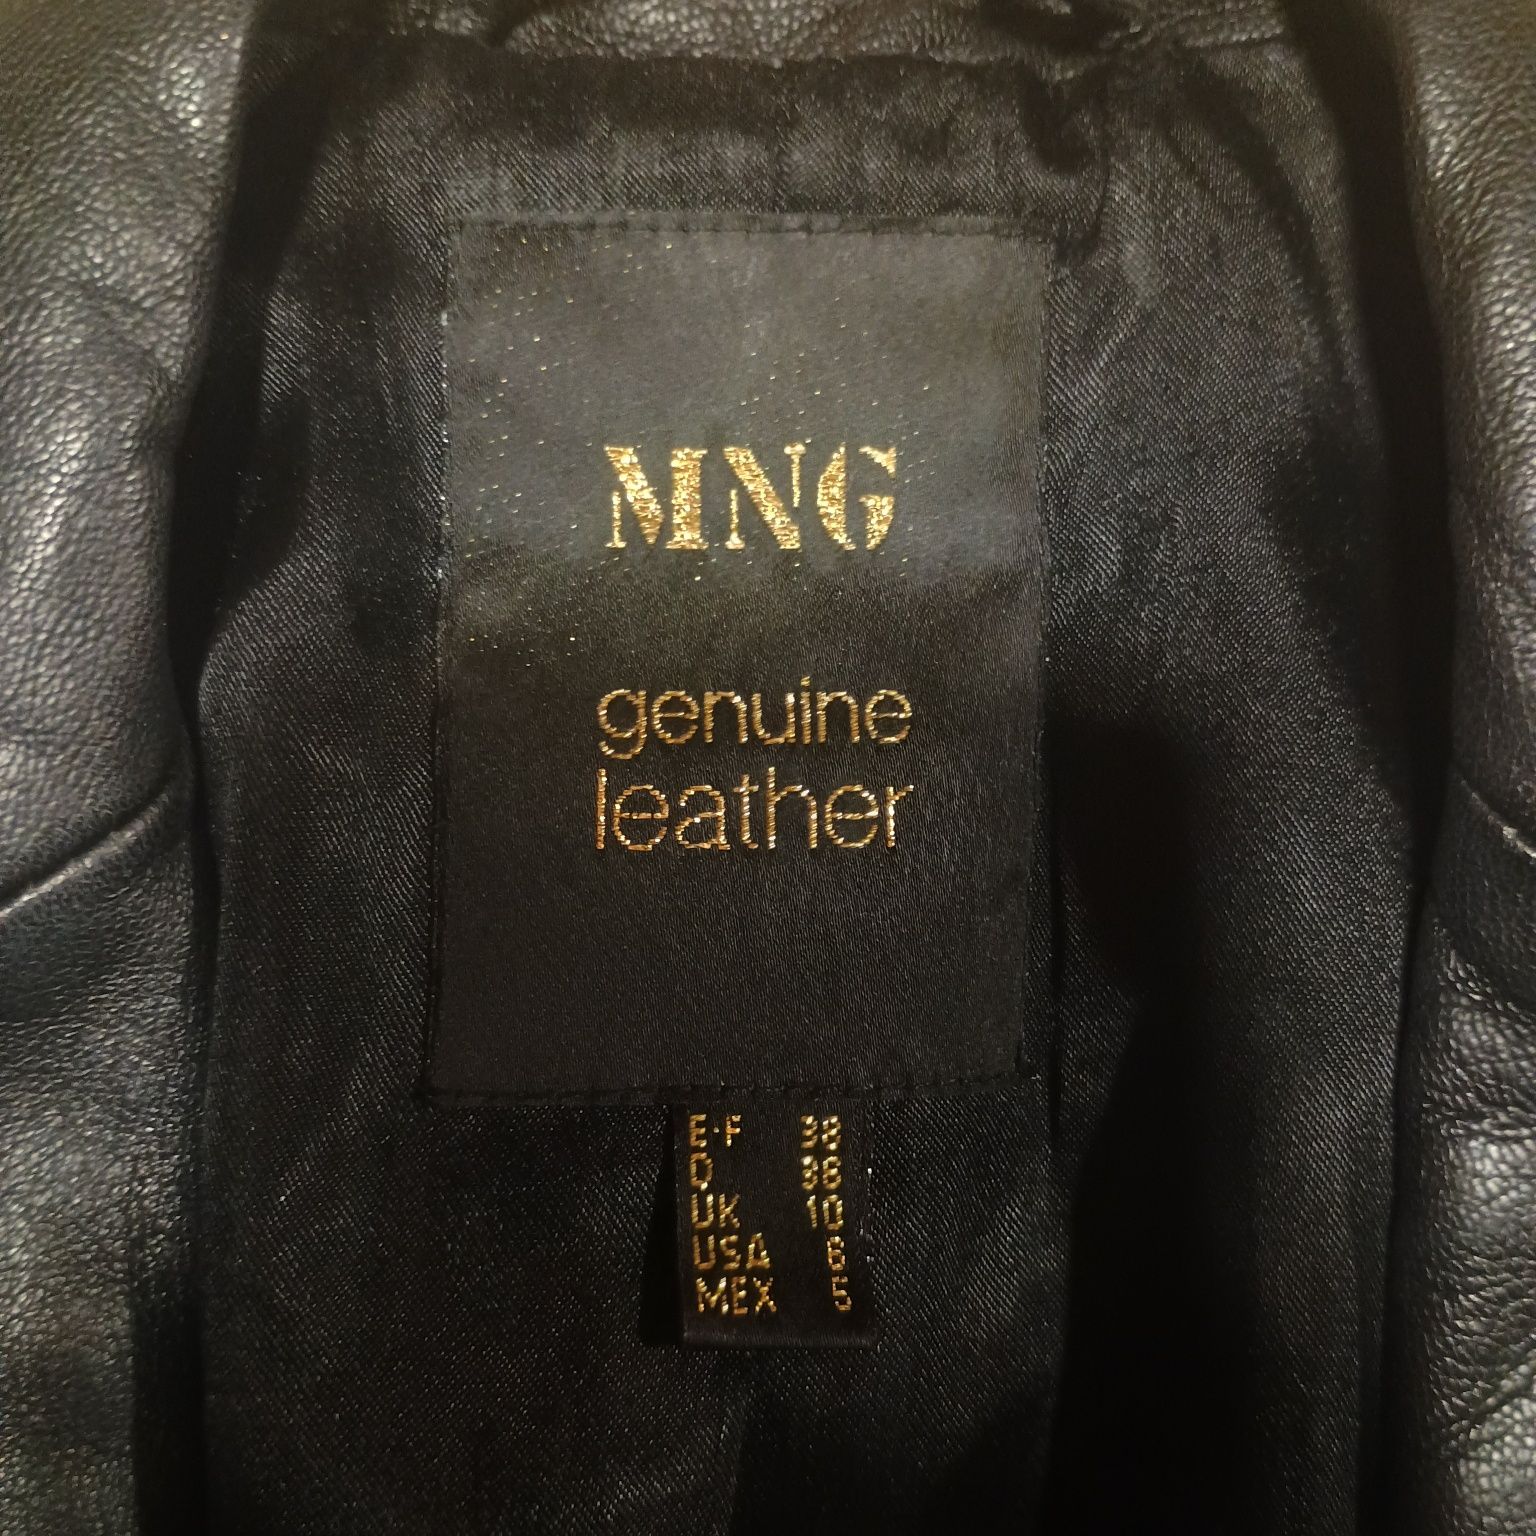 MNG
genuine
leather
E·F 38
D 36
UK 10
USA 6
MEX 5